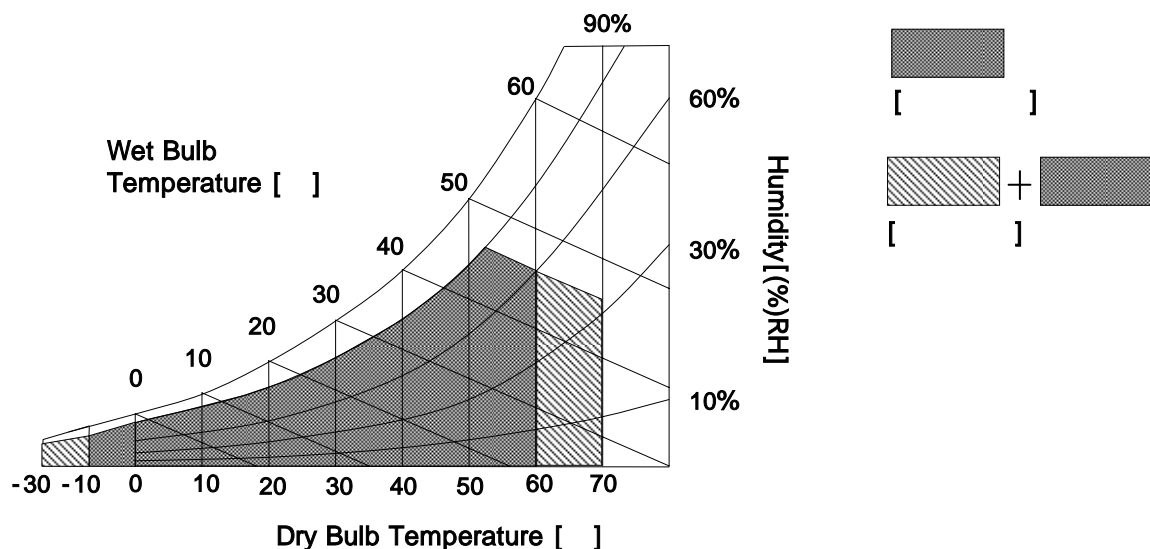 90%
60
60%
[ ]
Wet Bulb
Temperature [ ]
50
Humidity[(%)RH]
40
30%
[ ]
30
20
10
0
10%
-30 -10 0 10 20 30 40 50 60 70
Dry Bulb Temperature [ ]